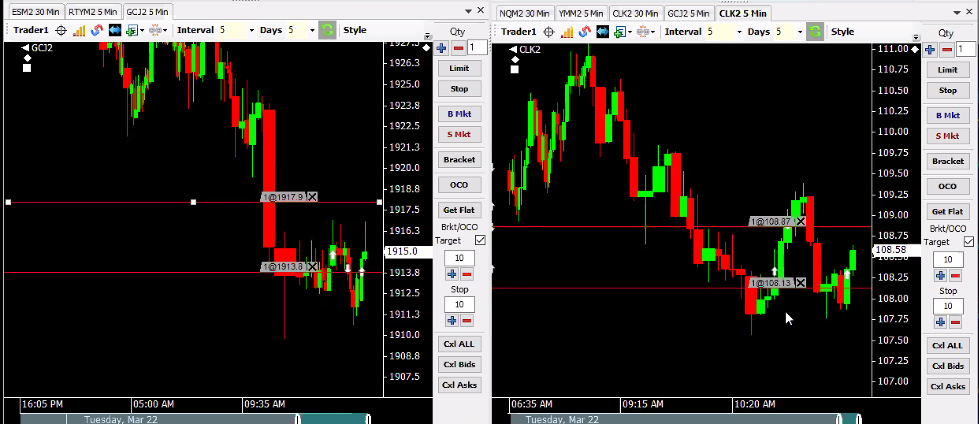 ESM2 30 Min RTYM2 5 Min GCJ2 5 Min
Trader1 Interval 5 Days 5 Style
GCJ2
1927.5
1926.3
1925.0
1923.8
1922.5
1921.3
1920.0
1918.8
1917.5
1916.3
1915.0
1913.8
1912.5
1911.3
1910.0
1908.8
1907.5
1@1917.9 X
1@1913.8 X
16:05 PM 05:00 AM 09:35 AM
Tuesday, Mar 22
Qty
1
Limit
Stop
B Mkt
S Mkt
Bracket
OCO
Get Flat
Brkt/OCO
Target
10
Stop
10
Cxl ALL
Cxl Bids
Cxl Asks
NQM2 30 Min YMM2 5 Min CLK2 30 Min GCJ2 5 Min CLK2 5 Min
Trader1 Interval 5 Days 5 Style
CLK2
111.00
110.75
110.50
110.25
110.00
109.75
109.50
109.25
109.00
108.75
108.58
108.25
108.00
107.75
107.50
107.25
107.00
1@108.87 X
1@108.13 X
06:35 AM 09:15 AM 10:20 AM
Tuesday, Mar 22
Qty
1
Limit
Stop
B Mkt
S Mkt
Bracket
OCO
Get Flat
Brkt/OCO
Target
10
Stop
10
Cxl ALL
Cxl Bids
Cxl Asks